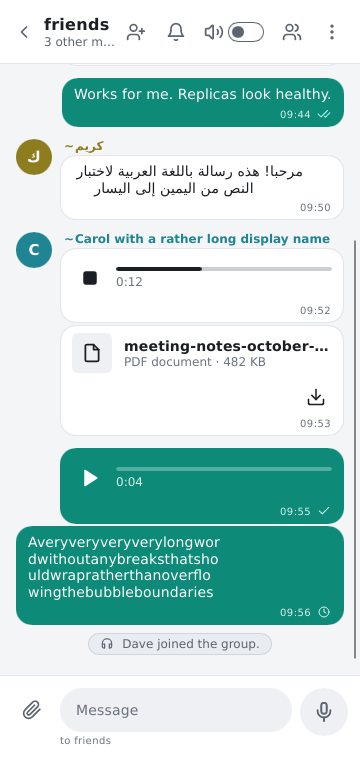 friends
3 other m...
Works for me. Replicas look healthy.
09:44
ك
~كريم
مرحبا! هذه رسالة باللغة العربية لاختبار
النص من اليمين إلى اليسار
09:50
C
~Carol with a rather long display name
0:12
09:52
meeting-notes-october-...
PDF document · 482 KB
09:53
0:04
09:55
Averyveryveryverylongwor
dwithoutanybreaksthatsho
uldwrapratherthanoverflo
wingthebubbleboundaries
09:56
Dave joined the group.
Message
to friends